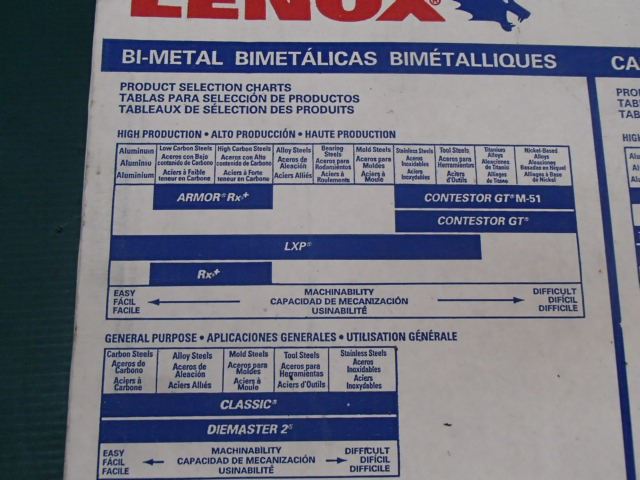 LENOX®
BI-METAL BIMETÁLICAS BIMÉTALLIQUES
CA
PRODUCT SELECTION CHARTS
TABLAS PARA SELECCIÓN DE PRODUCTOS
TABLEAUX DE SÉLECTION DES PRODUITS
HIGH PRODUCTION • ALTO PRODUCCIÓN • HAUTE PRODUCTION
Aluminum
Aluminio
Aluminium
Low Carbon Steels
Aceros con Bajo
contenido de Carbono
Aciers à Faible
teneur en Carbone
High Carbon Steels
Aceros con Alto
contenido de Carbono
Aciers à Forte
teneur en Carbone
Alloy Steels
Aceros de
Aleación
Aciers Alliés
Bearing
Steels
Aceros para
Rodamientos
Aciers à
Roulements
Mold Steels
Aceros para
Moldes
Aciers à
Moule
Stainless Steels
Aceros
Inoxidables
Aciers
Inoxydables
Tool Steels
Aceros para
Herramientas
Aciers
d'Outils
Titanium
Alloys
Aleaciones
de Titanio
Alliages
de Titane
Nickel-Based
Alloys
Aleaciones
Basadas en Niquel
Alliages à Base
de Nickel
ARMOR® Rx®+
CONTESTOR GT® M-51
CONTESTOR GT®
LXP®
Rx®+
EASY
FÁCIL
FACILE
MACHINABILITY
CAPACIDAD DE MECANIZACIÓN
USINABILITÉ
DIFFICULT
DIFÍCIL
DIFFICILE
GENERAL PURPOSE • APLICACIONES GENERALES • UTILISATION GÉNÉRALE
Carbon Steels
Aceros de
Carbono
Aciers à
Carbone
Alloy Steels
Aceros de
Aleación
Aciers Alliés
Mold Steels
Aceros para
Moldes
Aciers à
Moule
Tool Steels
Aceros para
Herramientas
Aciers d'Outils
Stainless Steels
Aceros
Inoxidables
Aciers
Inoxydables
CLASSIC®
DIEMASTER 2®
EASY
FÁCIL
FACILE
MACHINABILITY
CAPACIDAD DE MECANIZACIÓN
USINABILITÉ
DIFFICULT
DIFÍCIL
DIFFICILE